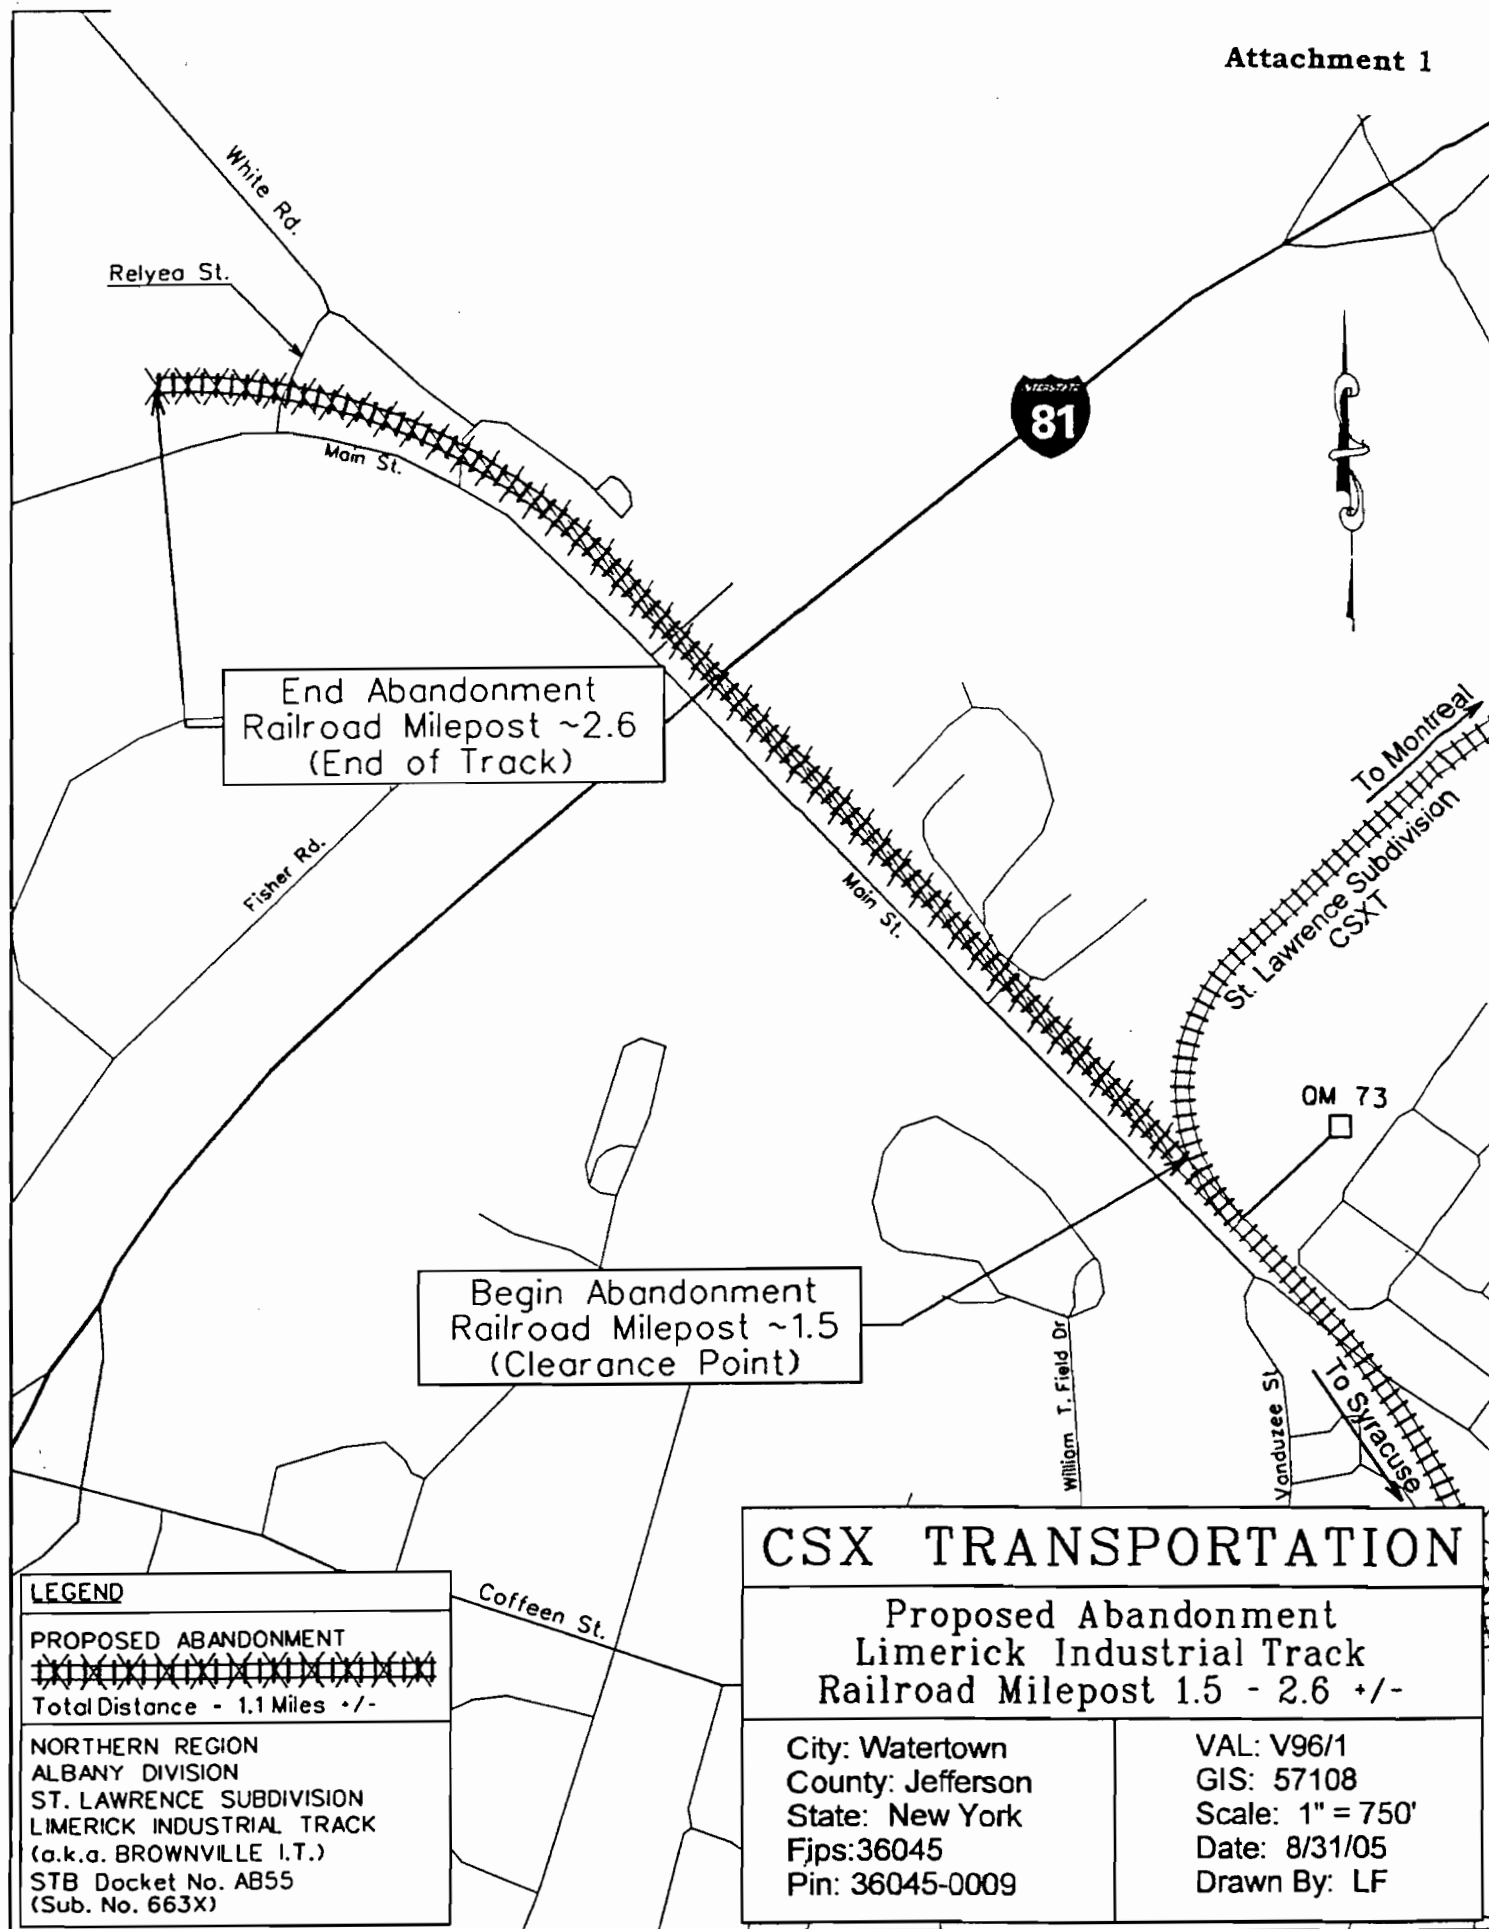 Attachment 1
White Rd.
Relyea St.
INTERSTATE
81
Main St.
End Abandonment
Railroad Milepost ~2.6
(End of Track)
To Montreal
St. Lawrence Subdivision
CSXT
Fisher Rd.
Main St.
QM 73
Begin Abandonment
Railroad Milepost ~1.5
(Clearance Point)
William T. Field Dr
Vanduzee St.
To Syracuse
Coffeen St.
LEGEND
PROPOSED ABANDONMENT
Total Distance - 1.1 Miles +/-
NORTHERN REGION
ALBANY DIVISION
ST. LAWRENCE SUBDIVISION
LIMERICK INDUSTRIAL TRACK
(a.k.a. BROWNVILLE I.T.)
STB Docket No. AB55
(Sub. No. 663X)
CSX TRANSPORTATION
Proposed Abandonment
Limerick Industrial Track
Railroad Milepost 1.5 - 2.6 +/-
City: Watertown
County: Jefferson
State: New York
Fips:36045
Pin: 36045-0009
VAL: V96/1
GIS: 57108
Scale: 1" = 750'
Date: 8/31/05
Drawn By: LF